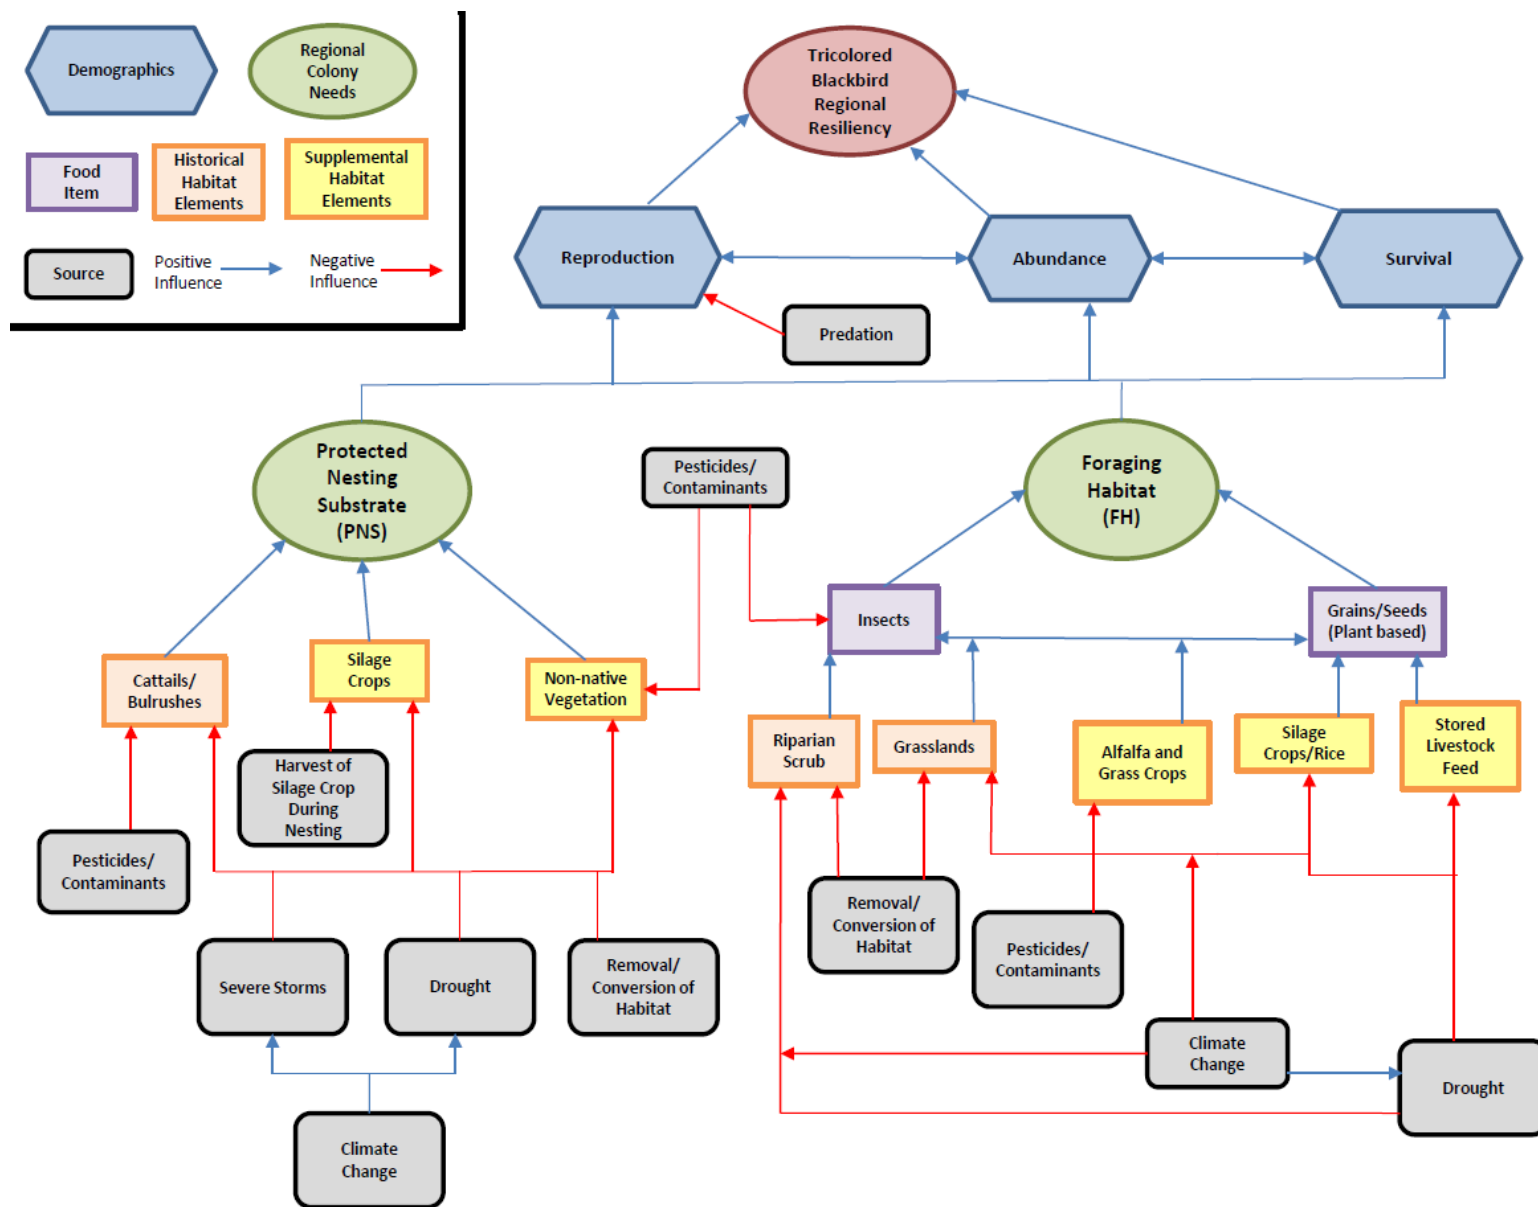 Demographics
Regional
Colony
Needs
Food
Item
Historical
Habitat
Elements
Supplemental
Habitat
Elements
Source
Positive
Influence
Negative
Influence
Tricolored
Blackbird
Regional
Resiliency
Reproduction
Abundance
Survival
Predation
Protected
Nesting
Substrate
(PNS)
Pesticides/
Contaminants
Foraging
Habitat
(FH)
Insects
Grains/Seeds
(Plant based)
Cattails/
Bulrushes
Silage
Crops
Non-native
Vegetation
Riparian
Scrub
Grasslands
Alfalfa and
Grass Crops
Silage
Crops/Rice
Stored
Livestock
Feed
Harvest of
Silage Crop
During
Nesting
Pesticides/
Contaminants
Severe Storms
Drought
Removal/
Conversion of
Habitat
Removal/
Conversion of
Habitat
Pesticides/
Contaminants
Climate
Change
Drought
Climate
Change